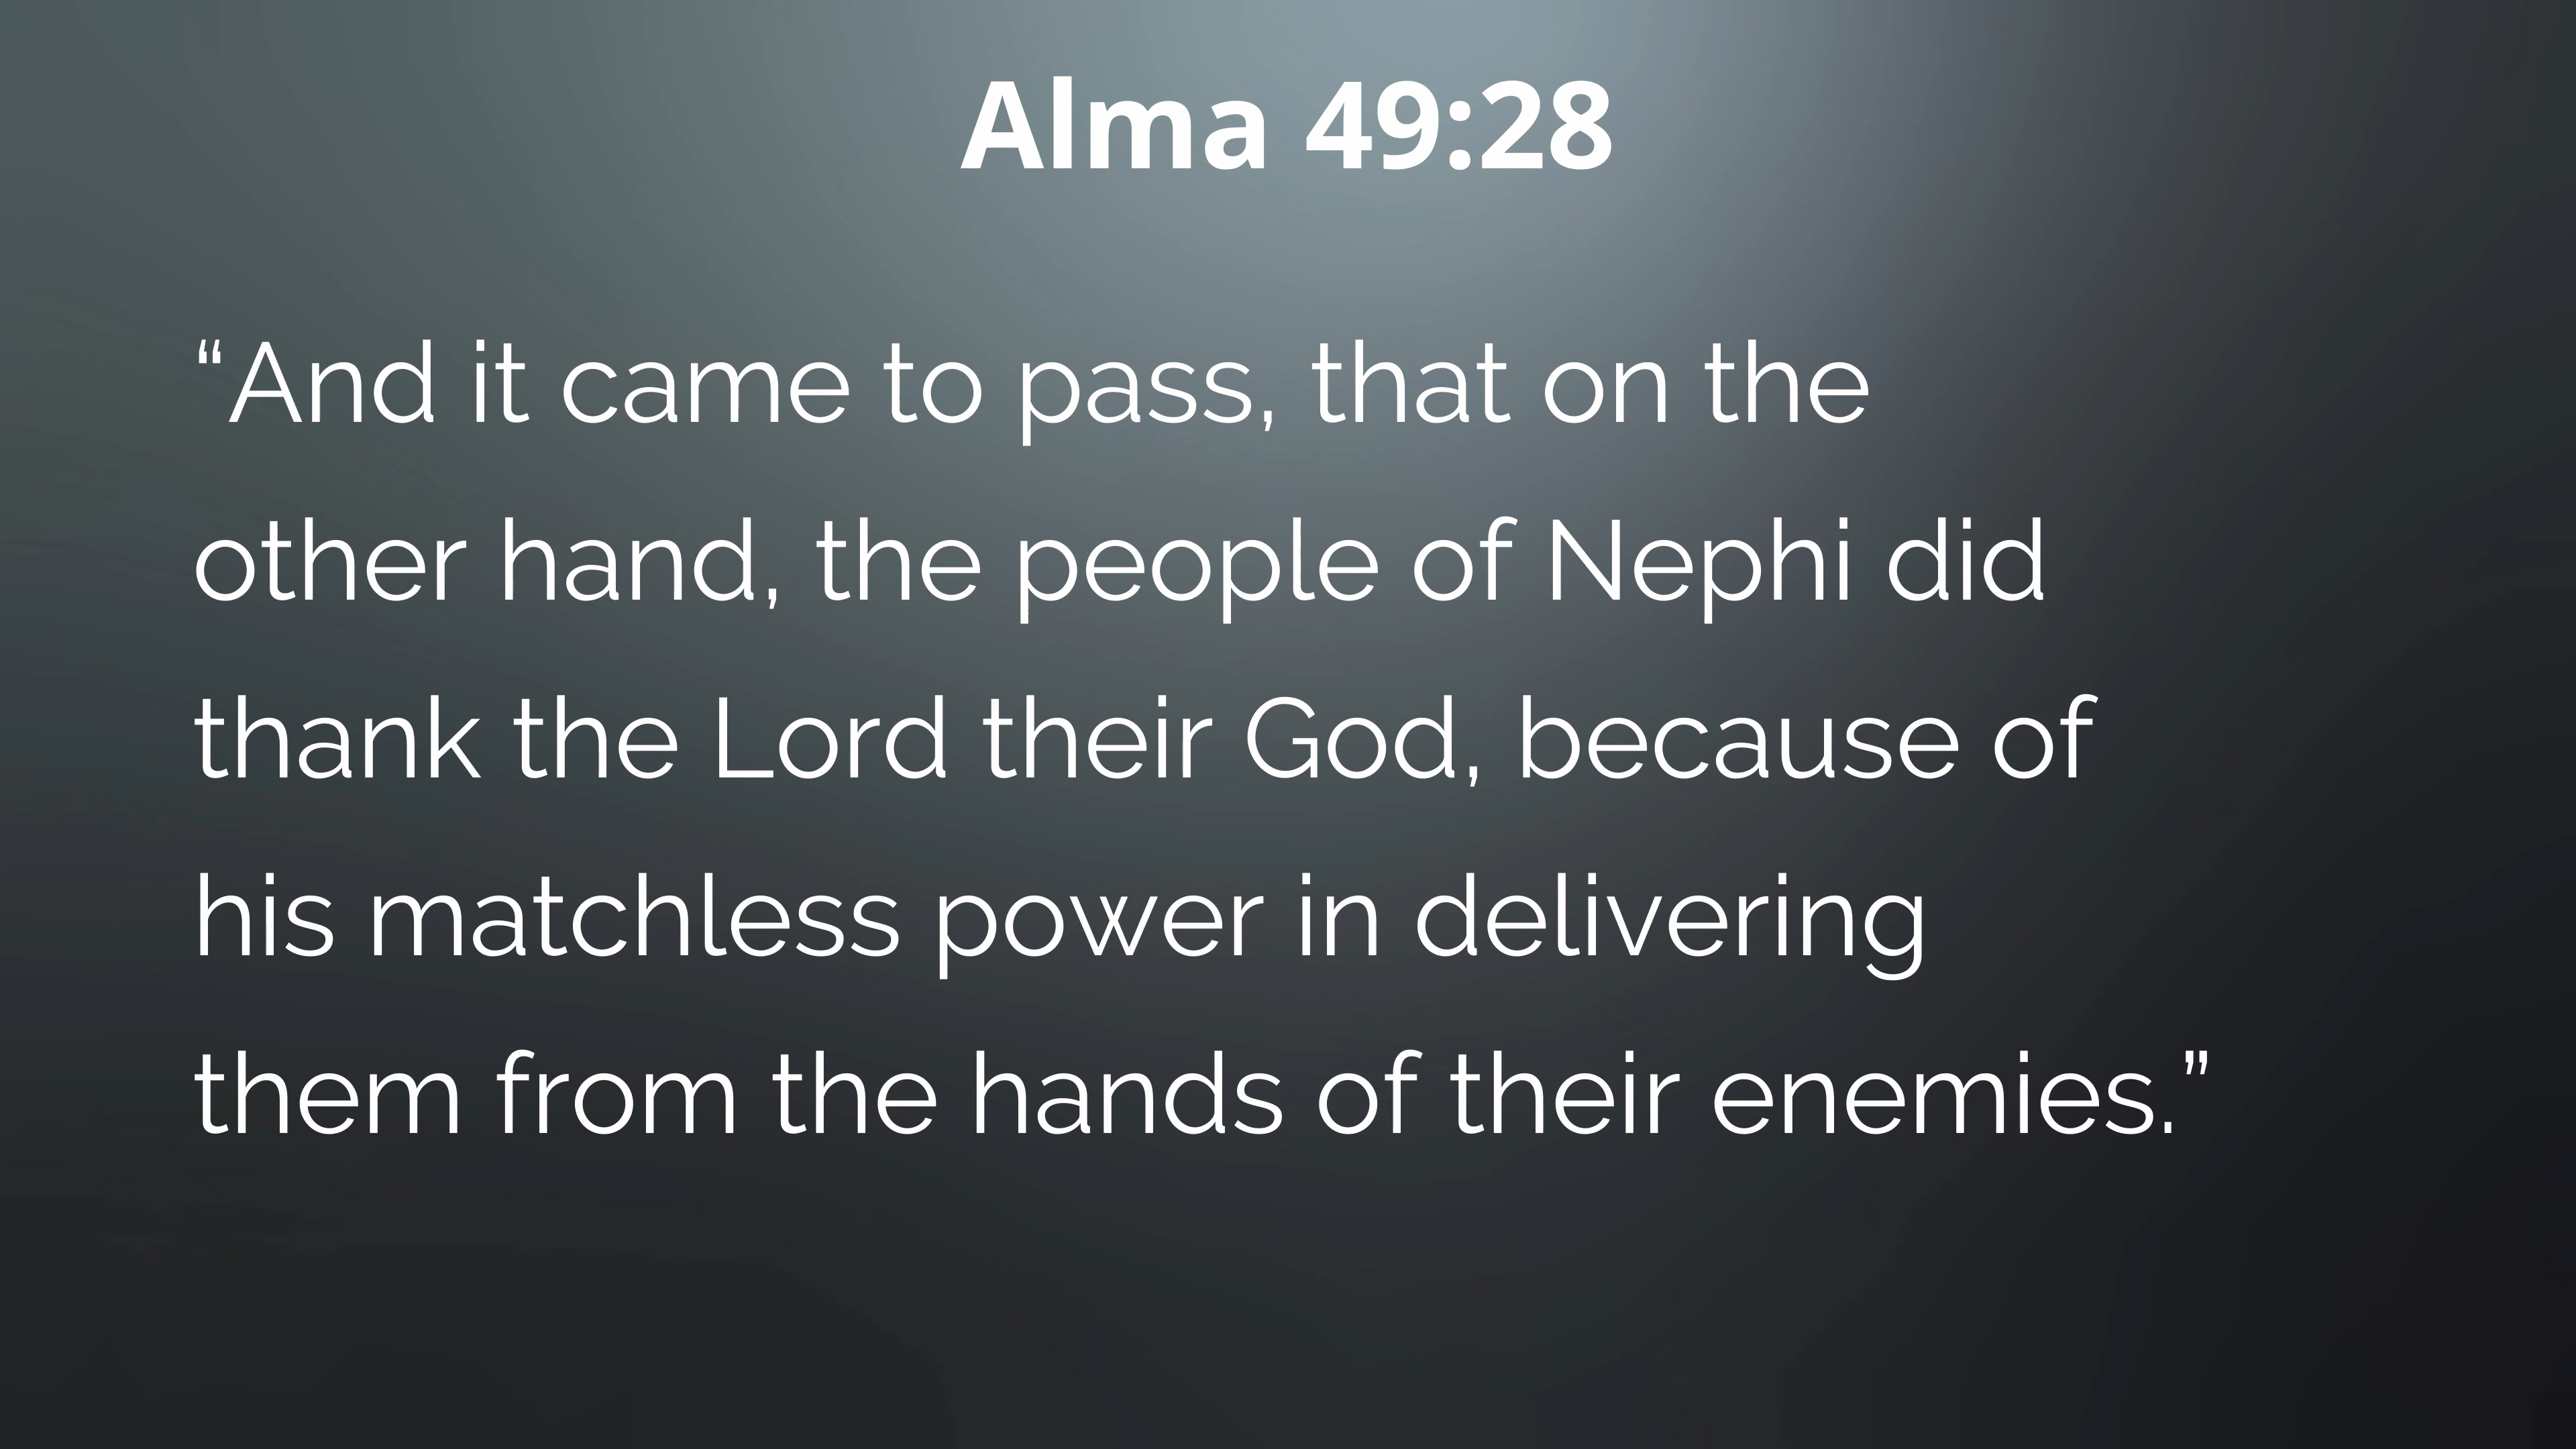 Alma 49:28
“And it came to pass, that on the
other hand, the people of Nephi did
thank the Lord their God, because of
his matchless power in delivering
them from the hands of their enemies.”